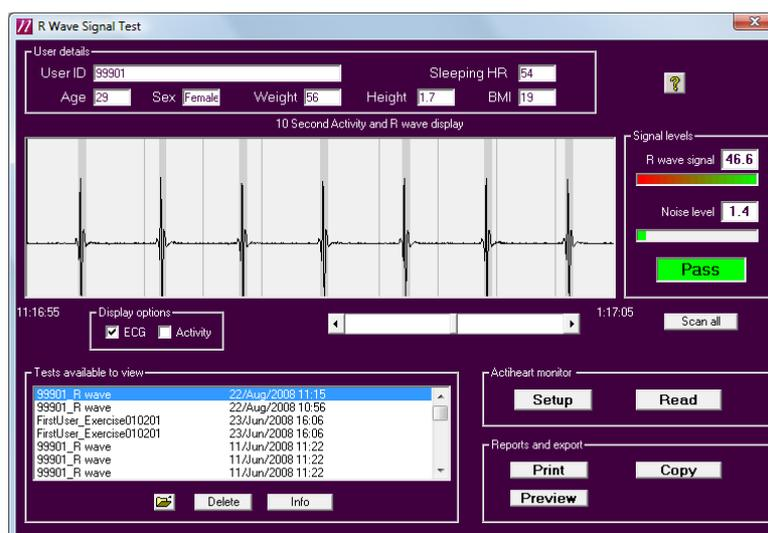 R Wave Signal Test
User details
User ID 99901 Sleeping HR 54
Age 29 Sex Female Weight 56 Height 1.7 BMI 19
?
10 Second Activity and R wave display
Signal levels
R wave signal 46.6
Noise level 1.4
Pass
11:16:55 1:17:05
Display options
ECG Activity
Scan all
Tests available to view
99901_R wave 22/Aug/2008 11:15
99901_R wave 22/Aug/2008 10:56
FirstUser_Exercise010201 23/Jun/2008 16:06
FirstUser_Exercise010201 23/Jun/2008 16:06
99901_R wave 11/Jun/2008 11:22
99901_R wave 11/Jun/2008 11:22
99901_R wave 11/Jun/2008 11:22
Delete Info
Actiheart monitor
Setup Read
Reports and export
Print Copy
Preview